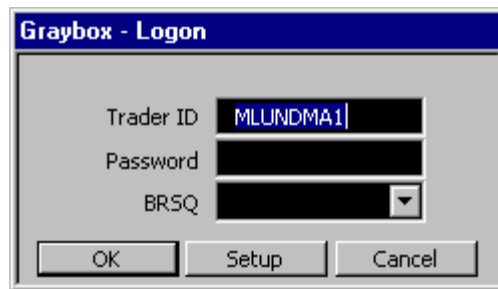 Graybox - Logon
Trader ID MLUNDMA1
Password
BRSQ
OK Setup Cancel